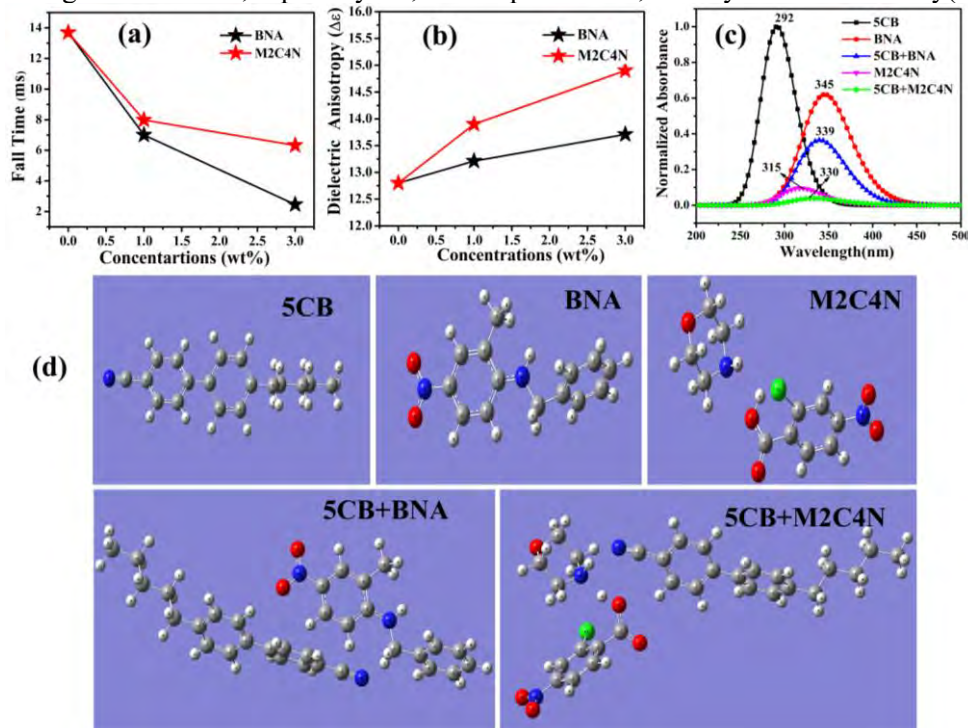 (a)
BNA
M2C4N
Fall Time (ms)
14
12
10
8
6
4
2
0.0 0.5 1.0 1.5 2.0 2.5 3.0
Concentartions (wt%)
(b)
BNA
M2C4N
Dielectric Anisotropy (Δε)
16.0
15.5
15.0
14.5
14.0
13.5
13.0
12.5
12.0
0.0 0.5 1.0 1.5 2.0 2.5 3.0
Concentrations (wt%)
(c)
5CB
BNA
5CB+BNA
M2C4N
5CB+M2C4N
292
345
339
315
330
Normalized Absorbance
1.0
0.8
0.6
0.4
0.2
0.0
200 250 300 350 400 450 500
Wavelength(nm)
(d)
5CB
BNA
M2C4N
5CB+BNA
5CB+M2C4N